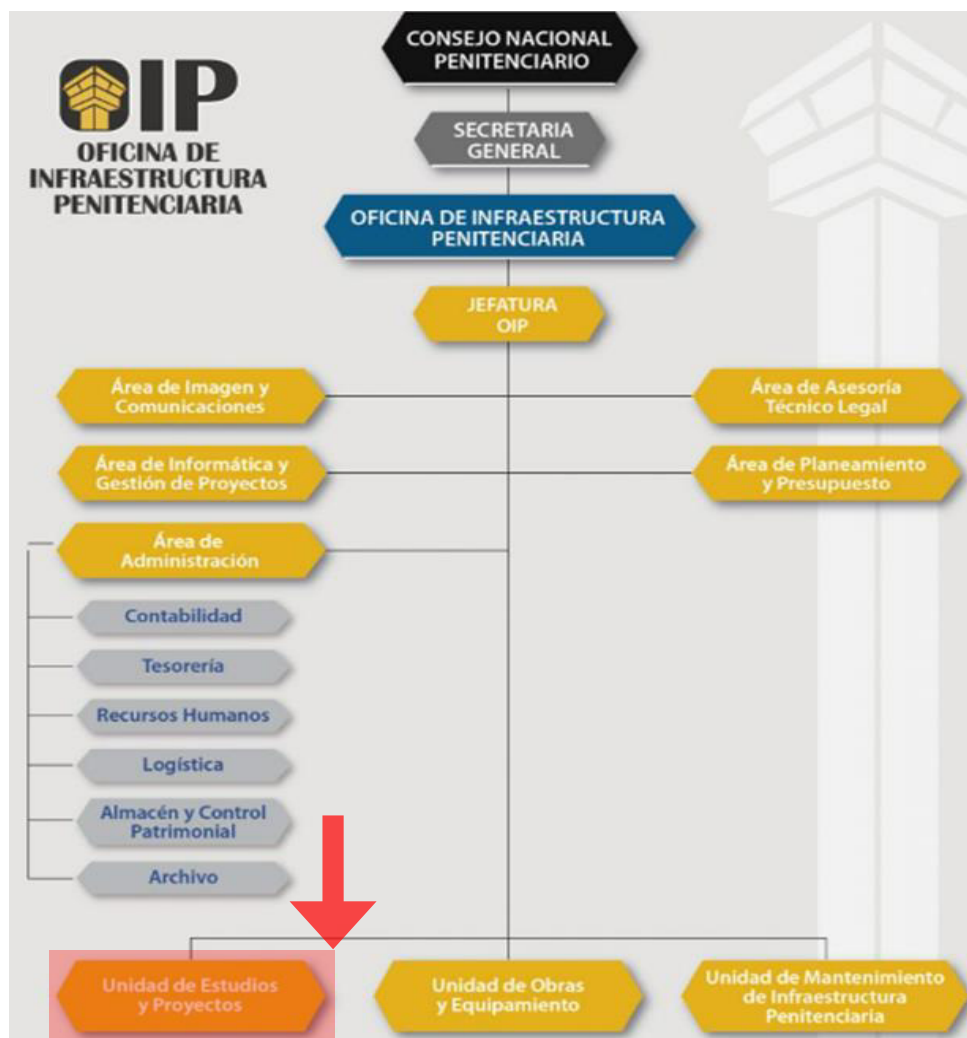 CONSEJO NACIONAL
PENITENCIARIO
OIP
OFICINA DE
INFRAESTRUCTURA
PENITENCIARIA
SECRETARIA
GENERAL
OFICINA DE INFRAESTRUCTURA
PENITENCIARIA
JEFATURA
OIP
Área de Imagen y
Comunicaciones
Área de Asesoría
Técnico Legal
Área de Informática y
Gestión de Proyectos
Área de Planeamiento
y Presupuesto
Área de
Administración
Contabilidad
Tesorería
Recursos Humanos
Logística
Almacén y Control
Patrimonial
Archivo
Unidad de Estudios
y Proyectos
Unidad de Obras
y Equipamiento
Unidad de Mantenimiento
de Infraestructura
Penitenciaria